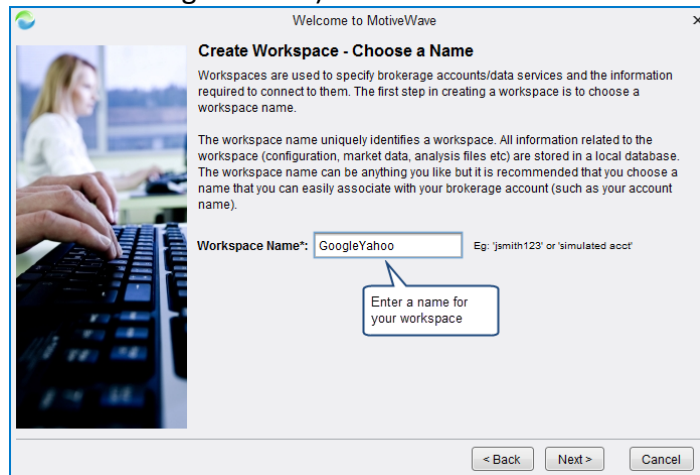 Welcome to MotiveWave
Create Workspace - Choose a Name
Workspaces are used to specify brokerage accounts/data services and the information
required to connect to them. The first step in creating a workspace is to choose a
workspace name.
The workspace name uniquely identifies a workspace. All information related to the
workspace (configuration, market data, analysis files etc) are stored in a local database.
The workspace name can be anything you like but it is recommended that you choose a
name that you can easily associate with your brokerage account (such as your account
name).
Workspace Name*: GoogleYahoo Eg: 'jsmith123' or 'simulated acct'
Enter a name for
your workspace
< Back Next > Cancel